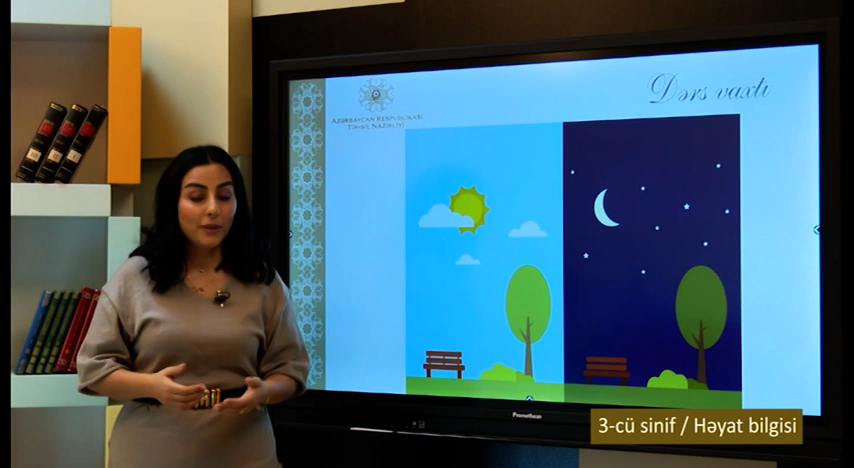 Dərs vaxtı
AZƏRBAYCAN RESPUBLİKASI
TƏHSİL NAZİRLİYİ
Promethean
3-cü sinif / Həyat bilgisi